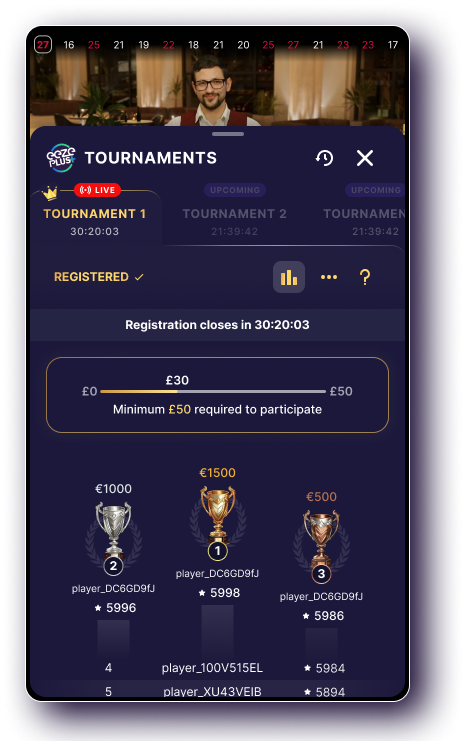 27 16 25 21 19 22 18 21 20 25 27 21 23 23 17
eeze PLUS+ TOURNAMENTS
LIVE UPCOMING UPCOMING
TOURNAMENT 1 TOURNAMENT 2 TOURNAMEN
30:20:03 21:39:42 21:39:42
REGISTERED ?
Registration closes in 30:20:03
£30
£0 £50
Minimum £50 required to participate
€1500
€1000
€500
1
2
3
player_DC6GD9fJ
player_DC6GD9fJ
player_DC6GD9fJ
5998
5996
5986
4 player_100V515EL 5984
5 player_XU43VEIB 5894